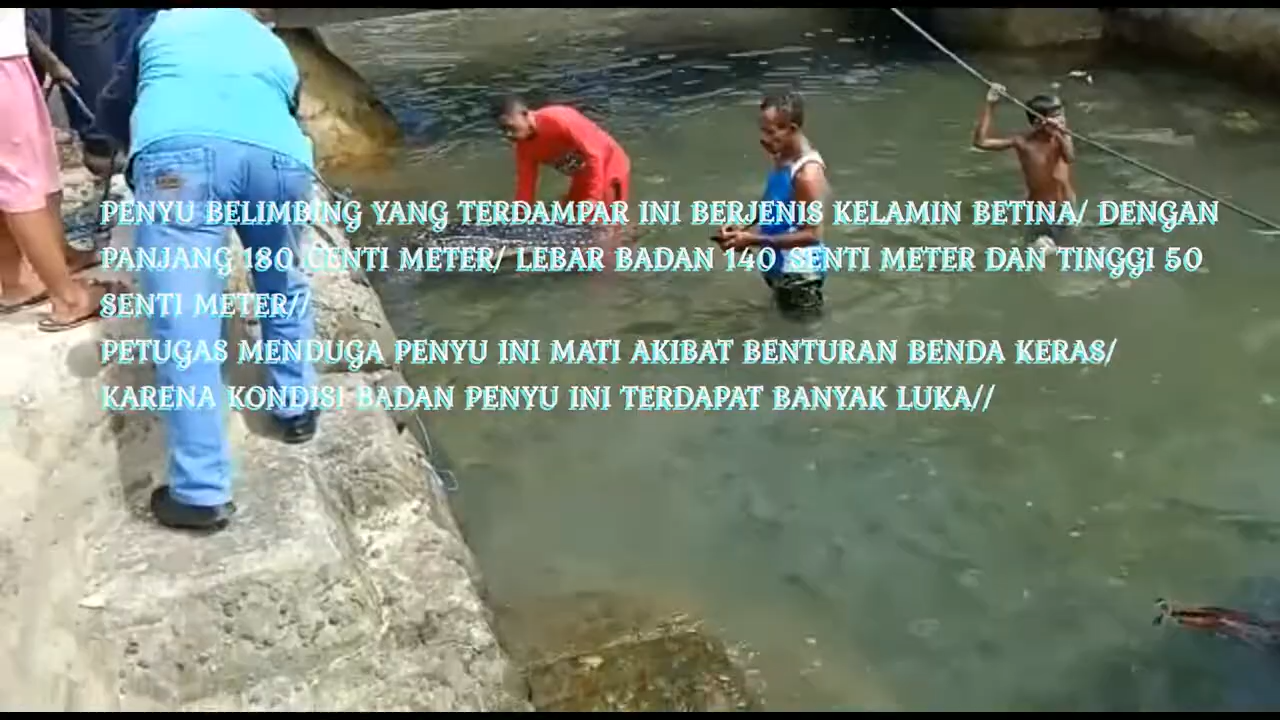 PENYU BELIMBING YANG TERDAMPAR INI BERJENIS KELAMIN BETINA/ DENGAN
PANJANG 180 CENTI METER/ LEBAR BADAN 140 SENTI METER DAN TINGGI 50
SENTI METER//
PETUGAS MENDUGA PENYU INI MATI AKIBAT BENTURAN BENDA KERAS/
KARENA KONDISI BADAN PENYU INI TERDAPAT BANYAK LUKA//